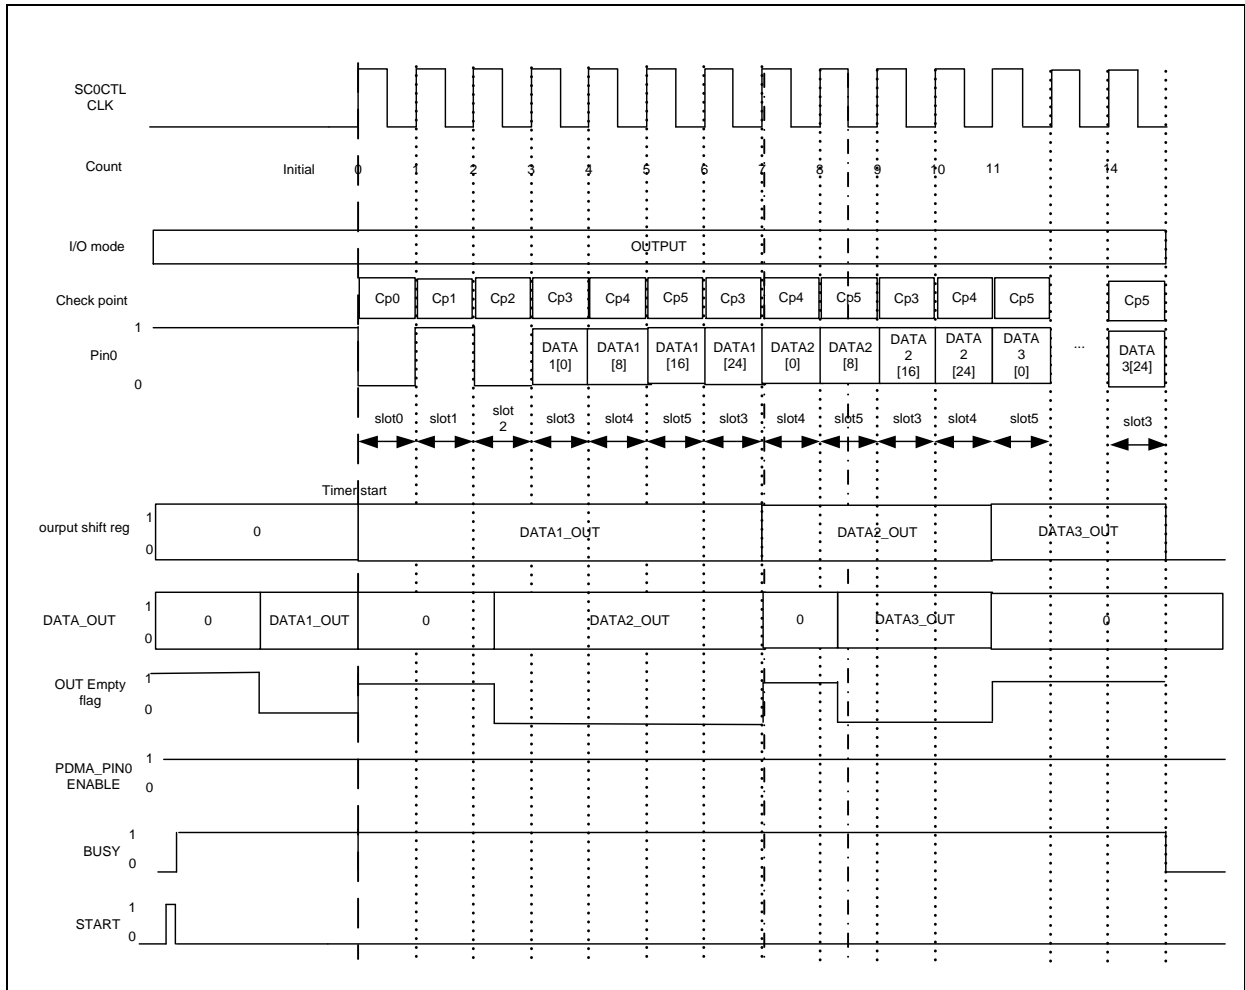 SC0CTL
CLK
Count
Initial
0 1 2 3 4 5 6 7 8 9 10 11 14
I/O mode
OUTPUT
Check point
Cp0 Cp1 Cp2 Cp3 Cp4 Cp5 Cp3 Cp4 Cp5 Cp3 Cp4 Cp5 Cp5
1
Pin0
0
DATA
1[0]
DATA1
[8]
DATA1
[16]
DATA1
[24]
DATA2
[0]
DATA2
[8]
DATA
2
[16]
DATA
2
[24]
DATA
3
[0]
...
DATA
3[24]
slot0 slot1 slot
2
slot3 slot4 slot5 slot3 slot4 slot5 slot3 slot4 slot5 slot3
Timer start
ourput shift reg
1
0
0 DATA1_OUT DATA2_OUT DATA3_OUT
DATA_OUT
1
0
0 DATA1_OUT 0 DATA2_OUT 0 DATA3_OUT 0
OUT Empty
flag
1
0
PDMA_PIN0
ENABLE
1
0
BUSY
1
0
START
1
0